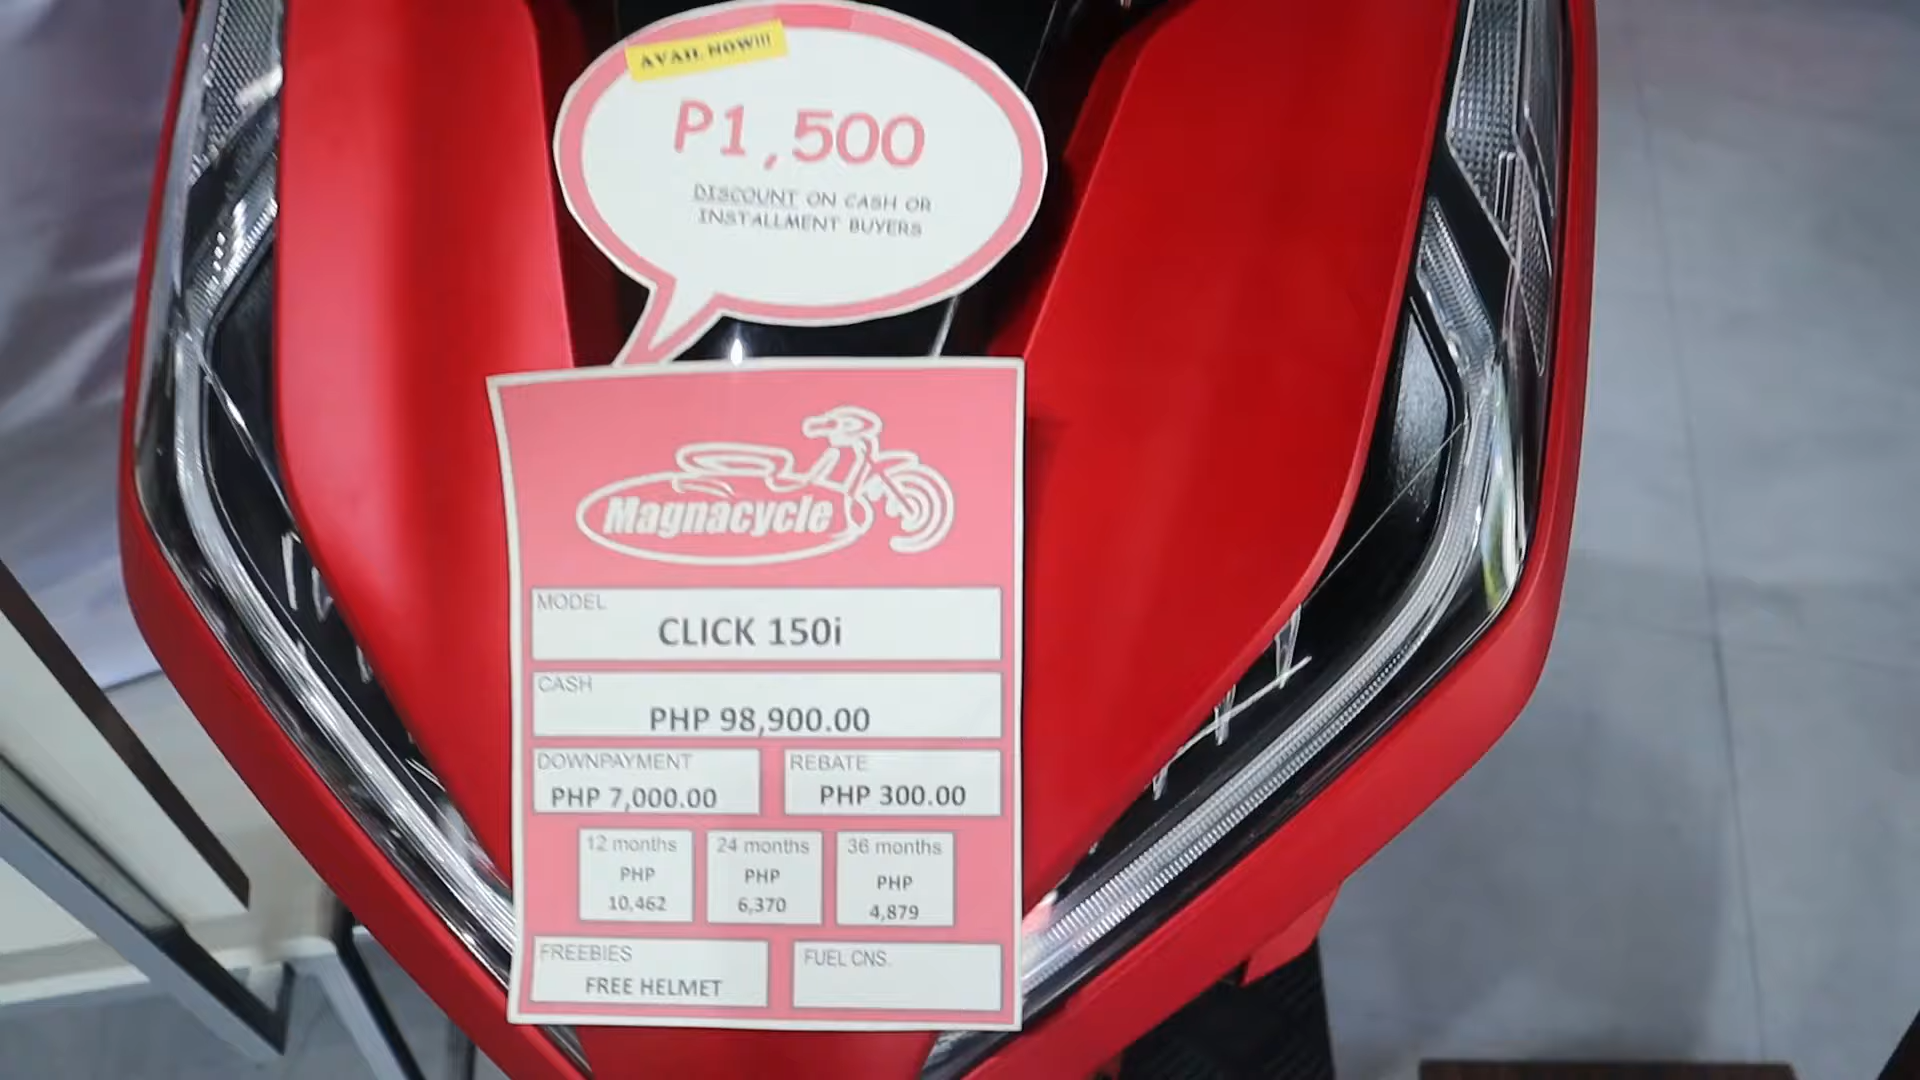 AVAIL NOW!!!
P1,500
DISCOUNT ON CASH OR
INSTALLMENT BUYERS
Magnacycle
MODEL
CLICK 150i
CASH
PHP 98,900.00
DOWNPAYMENT
PHP 7,000.00
REBATE
PHP 300.00
12 months
PHP
10,462
24 months
PHP
6,370
36 months
PHP
4,879
FREEBIES
FREE HELMET
FUEL CNS.